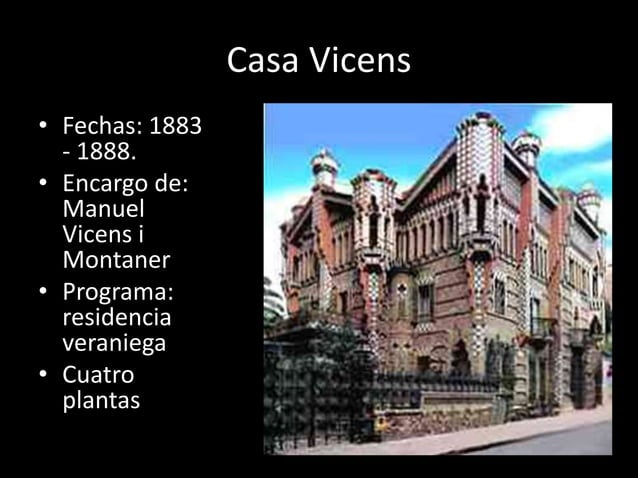 Casa Vicens
• Fechas: 1883
- 1888.
• Encargo de:
Manuel
Vicens i
Montaner
• Programa:
residencia
veraniega
• Cuatro
plantas